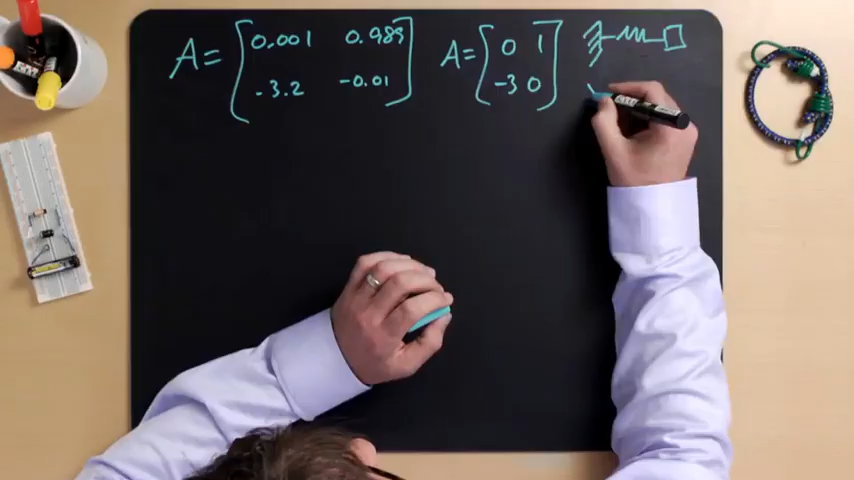 A = [0.001 0.989
-3.2 -0.01]
A = [0 1
-3 0]